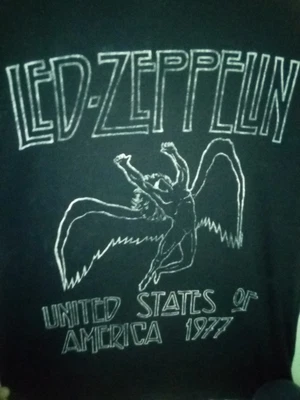 LED-ZEPPELIN
UNITED STATES OF
AMERICA 1977